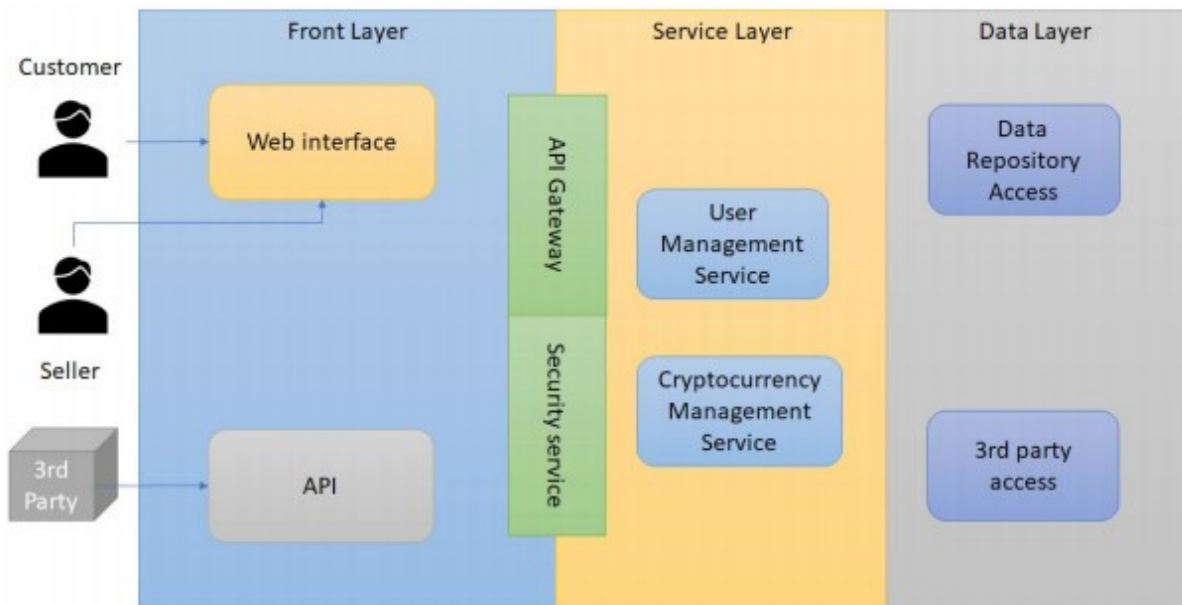 Front Layer
Service Layer
Data Layer
Customer
Web interface
API Gateway
Data
Repository
Access
User
Management
Service
Seller
Security service
Cryptocurrency
Management
Service
3rd
Party
API
3rd party
access